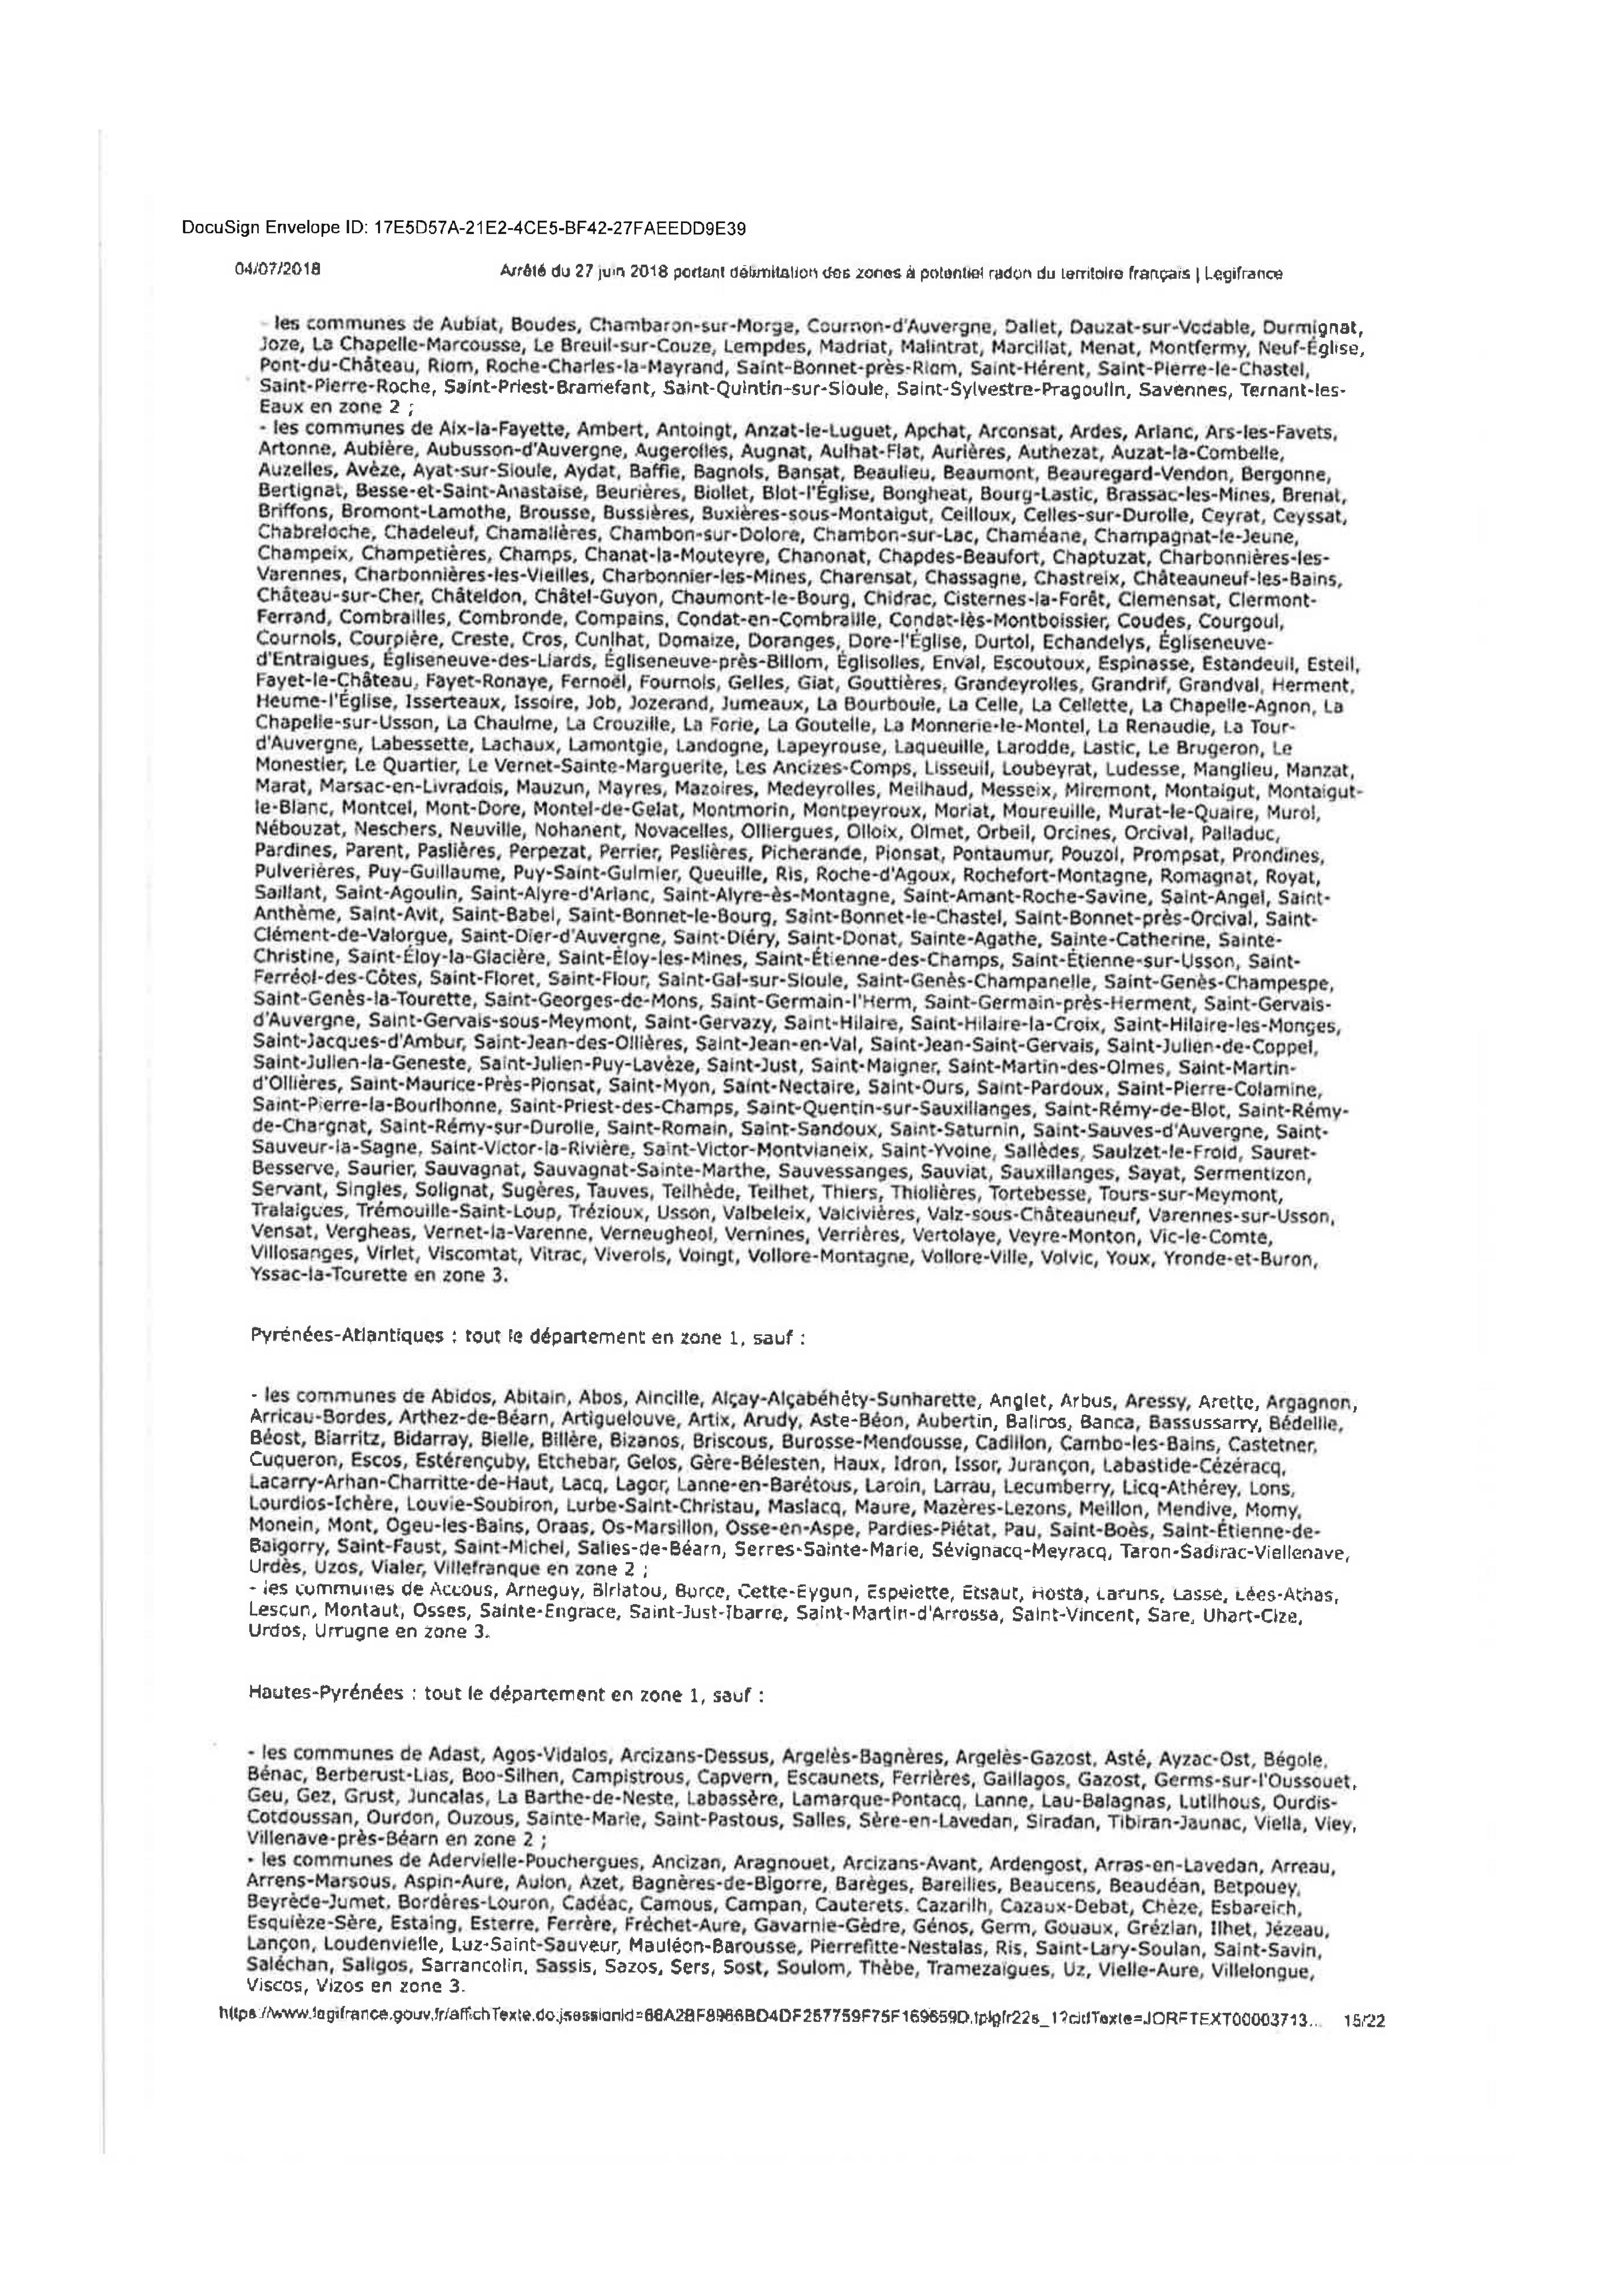 DocuSign Envelope ID: 17E5D57A-21E2-4CE5-BF42-27FAEEDD9E39
04/07/2018 Arrêté du 27 juin 2018 portant délimitation des zones à potentiel radon du territoire français | Legifrance
- les communes de Aubiat, Boudes, Chambaron-sur-Morge, Cournon-d'Auvergne, Dallet, Dauzat-sur-Vodable, Durmignat,
Joze, La Chapelle-Marcousse, Le Breuil-sur-Couze, Lempdes, Madriat, Malintrat, Marcillat, Menat, Montfermy, Neuf-Église,
Pont-du-Château, Riom, Roche-Charles-la-Mayrand, Saint-Bonnet-près-Riom, Saint-Hérent, Saint-Pierre-le-Chastel,
Saint-Pierre-Roche, Saint-Priest-Bramefant, Saint-Quintin-sur-Sioule, Saint-Sylvestre-Pragoulin, Savennes, Ternant-les-
Eaux en zone 2 ;
- les communes de Aix-la-Fayette, Ambert, Antoingt, Anzat-le-Luguet, Apchat, Arconsat, Ardes, Arlanc, Ars-les-Favets,
Artonne, Aubière, Aubusson-d'Auvergne, Augerolles, Augnat, Aulhat-Flat, Aurières, Authezat, Auzat-la-Combelle,
Auzelles, Avèze, Ayat-sur-Sioule, Aydat, Baffie, Bagnols, Bansat, Beaulieu, Beaumont, Beauregard-Vendon, Bergonne,
Bertignat, Besse-et-Saint-Anastaise, Beurières, Biollet, Blot-l'Église, Bongheat, Bourg-Lastic, Brassac-les-Mines, Brenat,
Briffons, Bromont-Lamothe, Brousse, Bussières, Buxières-sous-Montaigut, Ceilloux, Celles-sur-Durolle, Ceyrat, Ceyssat,
Chabreloche, Chadeleuf, Chamalières, Chambon-sur-Dolore, Chambon-sur-Lac, Chaméane, Champagnat-le-Jeune,
Champeix, Champetières, Champs, Chanat-la-Mouteyre, Chanonat, Chapdes-Beaufort, Chaptuzat, Charbonnières-les-
Varennes, Charbonnières-les-Vieilles, Charbonnier-les-Mines, Charensat, Chassagne, Chastreix, Châteauneuf-les-Bains,
Château-sur-Cher, Châteldon, Châtel-Guyon, Chaumont-le-Bourg, Chidrac, Cisternes-la-Forêt, Clemensat, Clermont-
Ferrand, Combrailles, Combronde, Compains, Condat-en-Combraille, Condat-lès-Montboissier, Coudes, Courgoul,
Cournols, Courpière, Creste, Cros, Cunlhat, Domaize, Doranges, Dore-l'Église, Durtol, Echandelys, Égliseneuve-
d'Entraigues, Égliseneuve-des-Liards, Égliseneuve-près-Billom, Églisolles, Enval, Escoutoux, Espinasse, Estandeuil, Esteil,
Fayet-le-Château, Fayet-Ronaye, Fernoël, Fournols, Gelles, Giat, Gouttières, Grandeyrolles, Grandrif, Grandval, Herment,
Heume-l'Église, Isserteaux, Issoire, Job, Jozerand, Jumeaux, La Bourboule, La Celle, La Cellette, La Chapelle-Agnon, La
Chapelle-sur-Usson, La Chaulme, La Crouzille, La Forie, La Goutelle, La Monnerie-le-Montel, La Renaudie, La Tour-
d'Auvergne, Labessette, Lachaux, Lamontgie, Landogne, Lapeyrouse, Laqueuille, Larodde, Lastic, Le Brugeron, Le
Monestier, Le Quartier, Le Vernet-Sainte-Marguerite, Les Ancizes-Comps, Lisseuil, Loubeyrat, Ludesse, Manglieu, Manzat,
Marat, Marsac-en-Livradois, Mauzun, Mayres, Mazoires, Medeyrolles, Meilhaud, Messeix, Miremont, Montaigut, Montaigut-
le-Blanc, Montcel, Mont-Dore, Montel-de-Gelat, Montmorin, Montpeyroux, Moriat, Moureuille, Murat-le-Quaire, Murol,
Nébouzat, Neschers, Neuville, Nohanent, Novacelles, Olliergues, Olloix, Olmet, Orbeil, Orcines, Orcival, Palladuc,
Pardines, Parent, Paslières, Perpezat, Perrier, Peslières, Picherande, Pionsat, Pontaumur, Pouzol, Prompsat, Prondines,
Pulverières, Puy-Guillaume, Puy-Saint-Gulmier, Queuille, Ris, Roche-d'Agoux, Rochefort-Montagne, Romagnat, Royat,
Saillant, Saint-Agoulin, Saint-Alyre-d'Arlanc, Saint-Alyre-ès-Montagne, Saint-Amant-Roche-Savine, Saint-Angel, Saint-
Anthème, Saint-Avit, Saint-Babel, Saint-Bonnet-le-Bourg, Saint-Bonnet-le-Chastel, Saint-Bonnet-près-Orcival, Saint-
Clément-de-Valorgue, Saint-Dier-d'Auvergne, Saint-Diéry, Saint-Donat, Sainte-Agathe, Sainte-Catherine, Sainte-
Christine, Saint-Éloy-la-Glacière, Saint-Éloy-les-Mines, Saint-Étienne-des-Champs, Saint-Étienne-sur-Usson, Saint-
Ferréol-des-Côtes, Saint-Floret, Saint-Flour, Saint-Gal-sur-Sioule, Saint-Genès-Champanelle, Saint-Genès-Champespe,
Saint-Genès-la-Tourette, Saint-Georges-de-Mons, Saint-Germain-l'Herm, Saint-Germain-près-Herment, Saint-Gervais-
d'Auvergne, Saint-Gervais-sous-Meymont, Saint-Gervazy, Saint-Hilaire, Saint-Hilaire-la-Croix, Saint-Hilaire-les-Monges,
Saint-Jacques-d'Ambur, Saint-Jean-des-Ollières, Saint-Jean-en-Val, Saint-Jean-Saint-Gervais, Saint-Julien-de-Coppel,
Saint-Julien-la-Geneste, Saint-Julien-Puy-Lavèze, Saint-Just, Saint-Maigner, Saint-Martin-des-Olmes, Saint-Martin-
d'Ollières, Saint-Maurice-Près-Pionsat, Saint-Myon, Saint-Nectaire, Saint-Ours, Saint-Pardoux, Saint-Pierre-Colamine,
Saint-Pierre-la-Bourlhonne, Saint-Priest-des-Champs, Saint-Quentin-sur-Sauxillanges, Saint-Rémy-de-Blot, Saint-Rémy-
de-Chargnat, Saint-Rémy-sur-Durolle, Saint-Romain, Saint-Sandoux, Saint-Saturnin, Saint-Sauves-d'Auvergne, Saint-
Sauveur-la-Sagne, Saint-Victor-la-Rivière, Saint-Victor-Montvianeix, Saint-Yvoine, Sallèdes, Saulzet-le-Froid, Sauret-
Besserve, Saurier, Sauvagnat, Sauvagnat-Sainte-Marthe, Sauvessanges, Sauviat, Sauxillanges, Sayat, Sermentizon,
Servant, Singles, Solignat, Sugères, Tauves, Teilhède, Teilhet, Thiers, Thiolières, Tortebesse, Tours-sur-Meymont,
Tralaigues, Trémouille-Saint-Loup, Trézioux, Usson, Valbeleix, Valcivières, Valz-sous-Châteauneuf, Varennes-sur-Usson,
Vensat, Vergheas, Vernet-la-Varenne, Verneugheol, Vernines, Verrières, Vertolaye, Veyre-Monton, Vic-le-Comte,
Villosanges, Virlet, Viscomtat, Vitrac, Viverols, Voingt, Vollore-Montagne, Vollore-Ville, Volvic, Youx, Yronde-et-Buron,
Yssac-la-Tourette en zone 3.
Pyrénées-Atlantiques : tout le département en zone 1, sauf :
- les communes de Abidos, Abitain, Abos, Aincille, Alçay-Alçabéhéty-Sunharette, Anglet, Arbus, Aressy, Arette, Argagnon,
Arricau-Bordes, Arthez-de-Béarn, Artiguelouve, Artix, Arudy, Aste-Béon, Aubertin, Baliros, Banca, Bassussarry, Bédeille,
Béost, Biarritz, Bidarray, Bielle, Billère, Bizanos, Briscous, Burosse-Mendousse, Cadillon, Cambo-les-Bains, Castetner,
Cuqueron, Escos, Estérençuby, Etchebar, Gelos, Gère-Bélesten, Haux, Idron, Issor, Jurançon, Labastide-Cézéracq,
Lacarry-Arhan-Charritte-de-Haut, Lacq, Lagor, Lanne-en-Barétous, Laroin, Larrau, Lecumberry, Licq-Athérey, Lons,
Lourdios-Ichère, Louvie-Soubiron, Lurbe-Saint-Christau, Maslacq, Maure, Mazères-Lezons, Meillon, Mendive, Momy,
Monein, Mont, Ogeu-les-Bains, Oraas, Os-Marsillon, Osse-en-Aspe, Pardies-Piétat, Pau, Saint-Boès, Saint-Étienne-de-
Baigorry, Saint-Faust, Saint-Michel, Salies-de-Béarn, Serres-Sainte-Marie, Sévignacq-Meyracq, Taron-Sadirac-Viellenave,
Urdès, Uzos, Vialer, Villefranque en zone 2 ;
- les communes de Accous, Arneguy, Biriatou, Borce, Cette-Eygun, Espelette, Etsaut, Hosta, Laruns, Lasse, Lées-Athas,
Lescun, Montaut, Osses, Sainte-Engrace, Saint-Just-Ibarre, Saint-Martin-d'Arrossa, Saint-Vincent, Sare, Uhart-Cize,
Urdos, Urrugne en zone 3.
Hautes-Pyrénées : tout le département en zone 1, sauf :
- les communes de Adast, Agos-Vidalos, Arcizans-Dessus, Argelès-Bagnères, Argelès-Gazost, Asté, Ayzac-Ost, Bégole,
Bénac, Berberust-Lias, Boo-Silhen, Campistrous, Capvern, Escaunets, Ferrières, Gaillagos, Gazost, Germs-sur-l'Oussouet,
Geu, Gez, Grust, Juncalas, La Barthe-de-Neste, Labassère, Lamarque-Pontacq, Lanne, Lau-Balagnas, Lutilhous, Ourdis-
Cotdoussan, Ourdon, Ouzous, Sainte-Marie, Saint-Pastous, Salles, Sère-en-Lavedan, Siradan, Tibiran-Jaunac, Viella, Viey,
Villenave-près-Béarn en zone 2 ;
- les communes de Adervielle-Pouchergues, Ancizan, Aragnouet, Arcizans-Avant, Ardengost, Arras-en-Lavedan, Arreau,
Arrens-Marsous, Aspin-Aure, Aulon, Azet, Bagnères-de-Bigorre, Barèges, Bareilles, Beaucens, Beaudéan, Betpouey,
Beyrède-Jumet, Bordères-Louron, Cadéac, Camous, Campan, Cauterets, Cazarilh, Cazaux-Debat, Chèze, Esbareich,
Esquièze-Sère, Estaing, Esterre, Ferrère, Fréchet-Aure, Gavarnie-Gèdre, Génos, Germ, Gouaux, Grézian, Ilhet, Jézeau,
Lançon, Loudenvielle, Luz-Saint-Sauveur, Mauléon-Barousse, Pierrefitte-Nestalas, Ris, Saint-Lary-Soulan, Saint-Savin,
Saléchan, Saligos, Sarrancolin, Sassis, Sazos, Sers, Sost, Soulom, Thèbe, Tramezaigues, Uz, Vielle-Aure, Villelongue,
Viscos, Vizos en zone 3.
https://www.legifrance.gouv.fr/affichTexte.do;jsessionid=66A2BF8966BD4DF257759F75F169659D.tplgfr22s_1?cidTexte=JORFTEXT00003713... 15/22